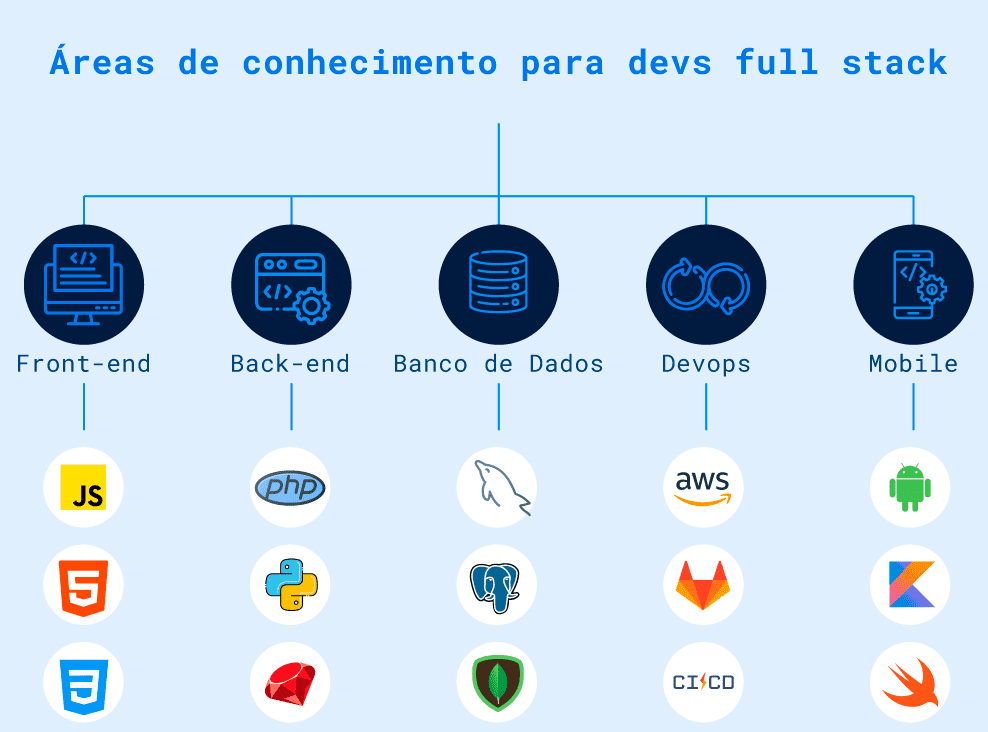 Áreas de conhecimento para devs full stack
Front-end
Back-end
Banco de Dados
Devops
Mobile
JS
php
aws
5
3
CI/CD